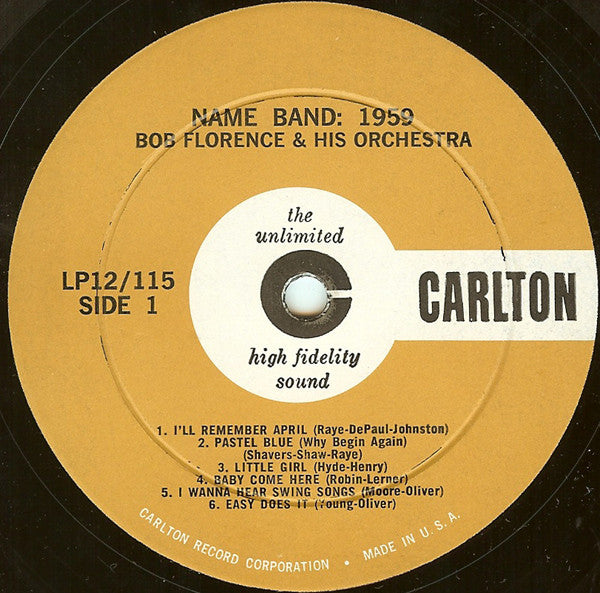 NAME BAND: 1959
BOB FLORENCE & HIS ORCHESTRA
the
unlimited
LP12/115
SIDE 1
CARLTON
high fidelity
sound
1. I'LL REMEMBER APRIL (Raye-DePaul-Johnston)
2. PASTEL BLUE (Why Begin Again)
(Shavers-Shaw-Raye)
3. LITTLE GIRL (Hyde-Henry)
4. BABY COME HERE (Robin-Lerner)
5. I WANNA HEAR SWING SONGS (Moore-Oliver)
6. EASY DOES IT (Young-Oliver)
CARLTON RECORD CORPORATION • MADE IN U.S.A.